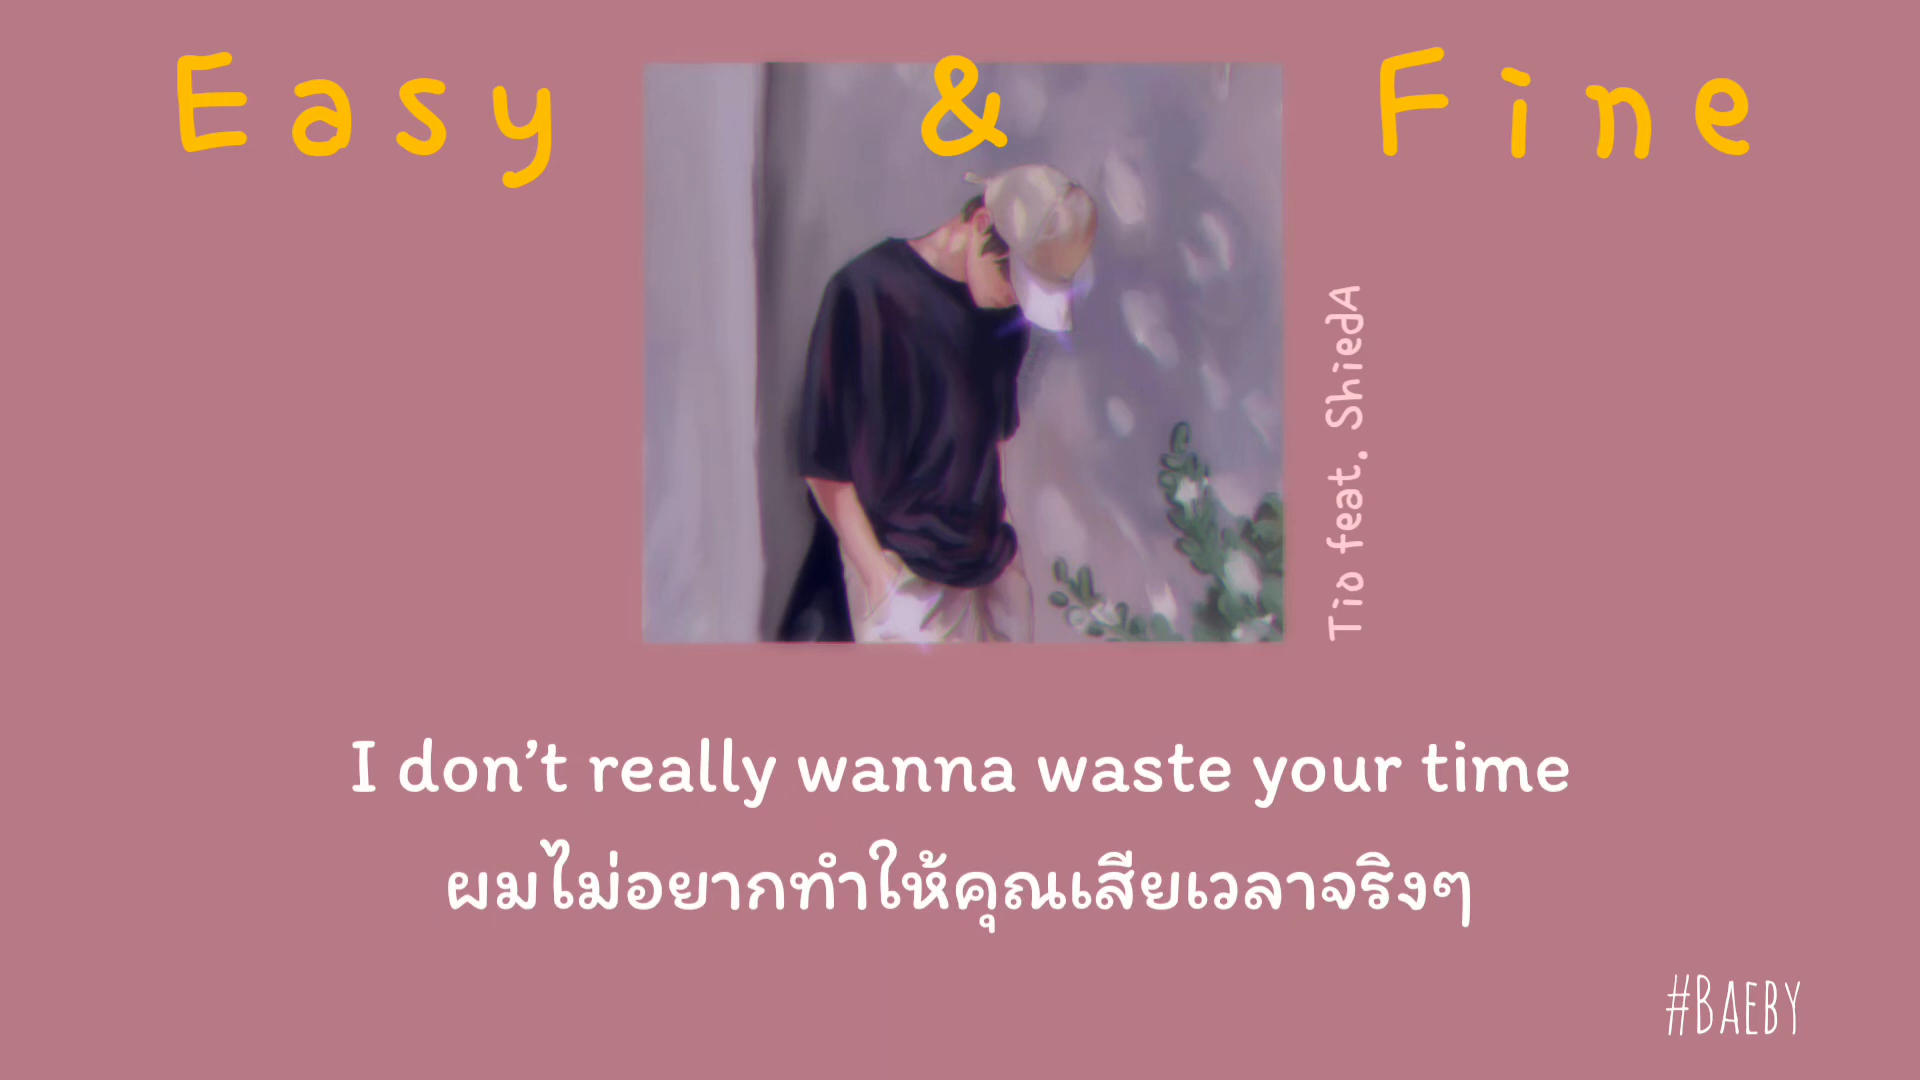 Easy & Fine
Tio feat. ShiedA
I don't really wanna waste your time
ผมไม่อยากทำให้คุณเสียเวลาจริงๆ
#BAEBY